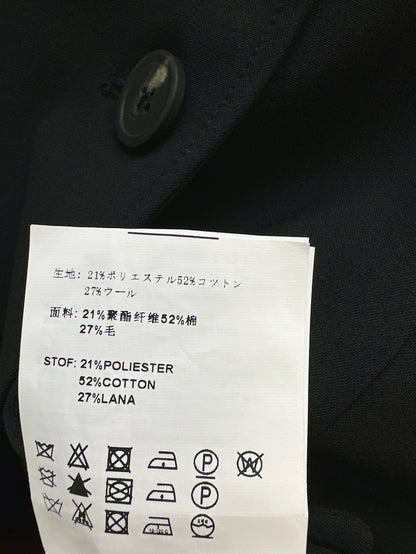 生地: 21%ポリエステル52%コットン
27%ウール
面料: 21%聚酯纤维52%棉
27%毛
STOF: 21%POLIESTER
52%COTTON
27%LANA
P
W
P